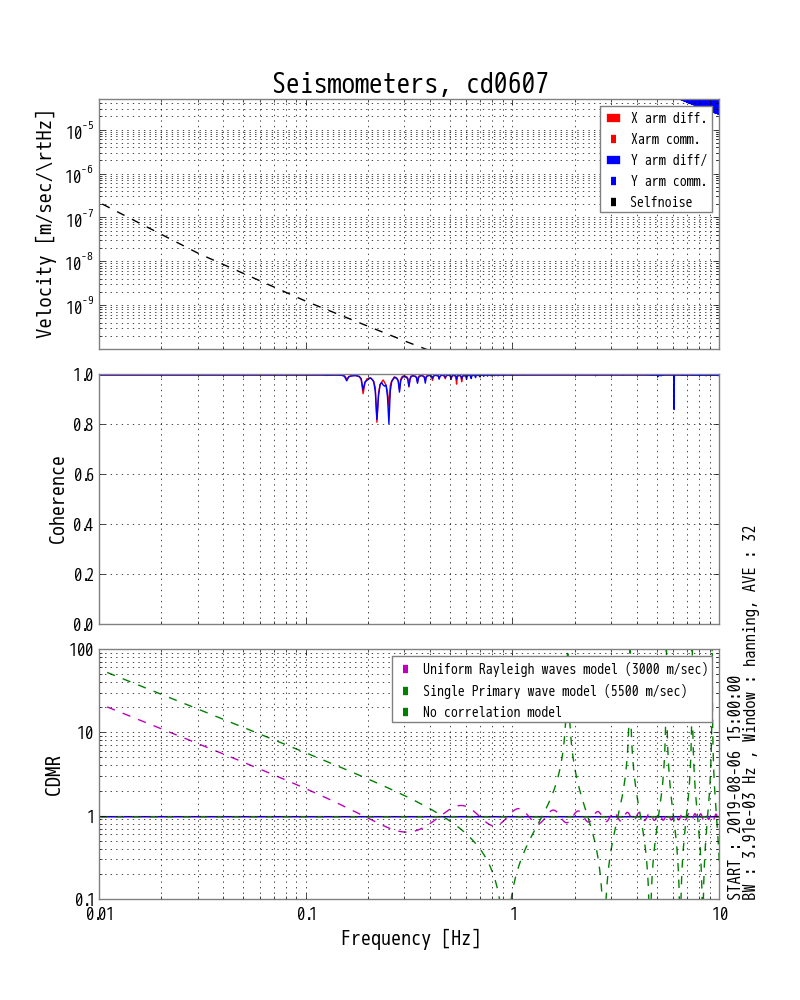 Seismometers, cd0607
Velocity [m/sec/\rtHz]
10^-5
10^-6
10^-7
10^-8
10^-9
X arm diff.
Xarm comm.
Y arm diff/
Y arm comm.
Selfnoise
Coherence
1.0
0.8
0.6
0.4
0.2
0.0
CDMR
100
10
1
0.1
Uniform Rayleigh waves model (3000 m/sec)
Single Primary wave model (5500 m/sec)
No correlation model
0.01 0.1 1 10
Frequency [Hz]
START : 2019-08-06 15:00:00
BW : 3.91e-03 Hz , Window : hanning, AVE : 32